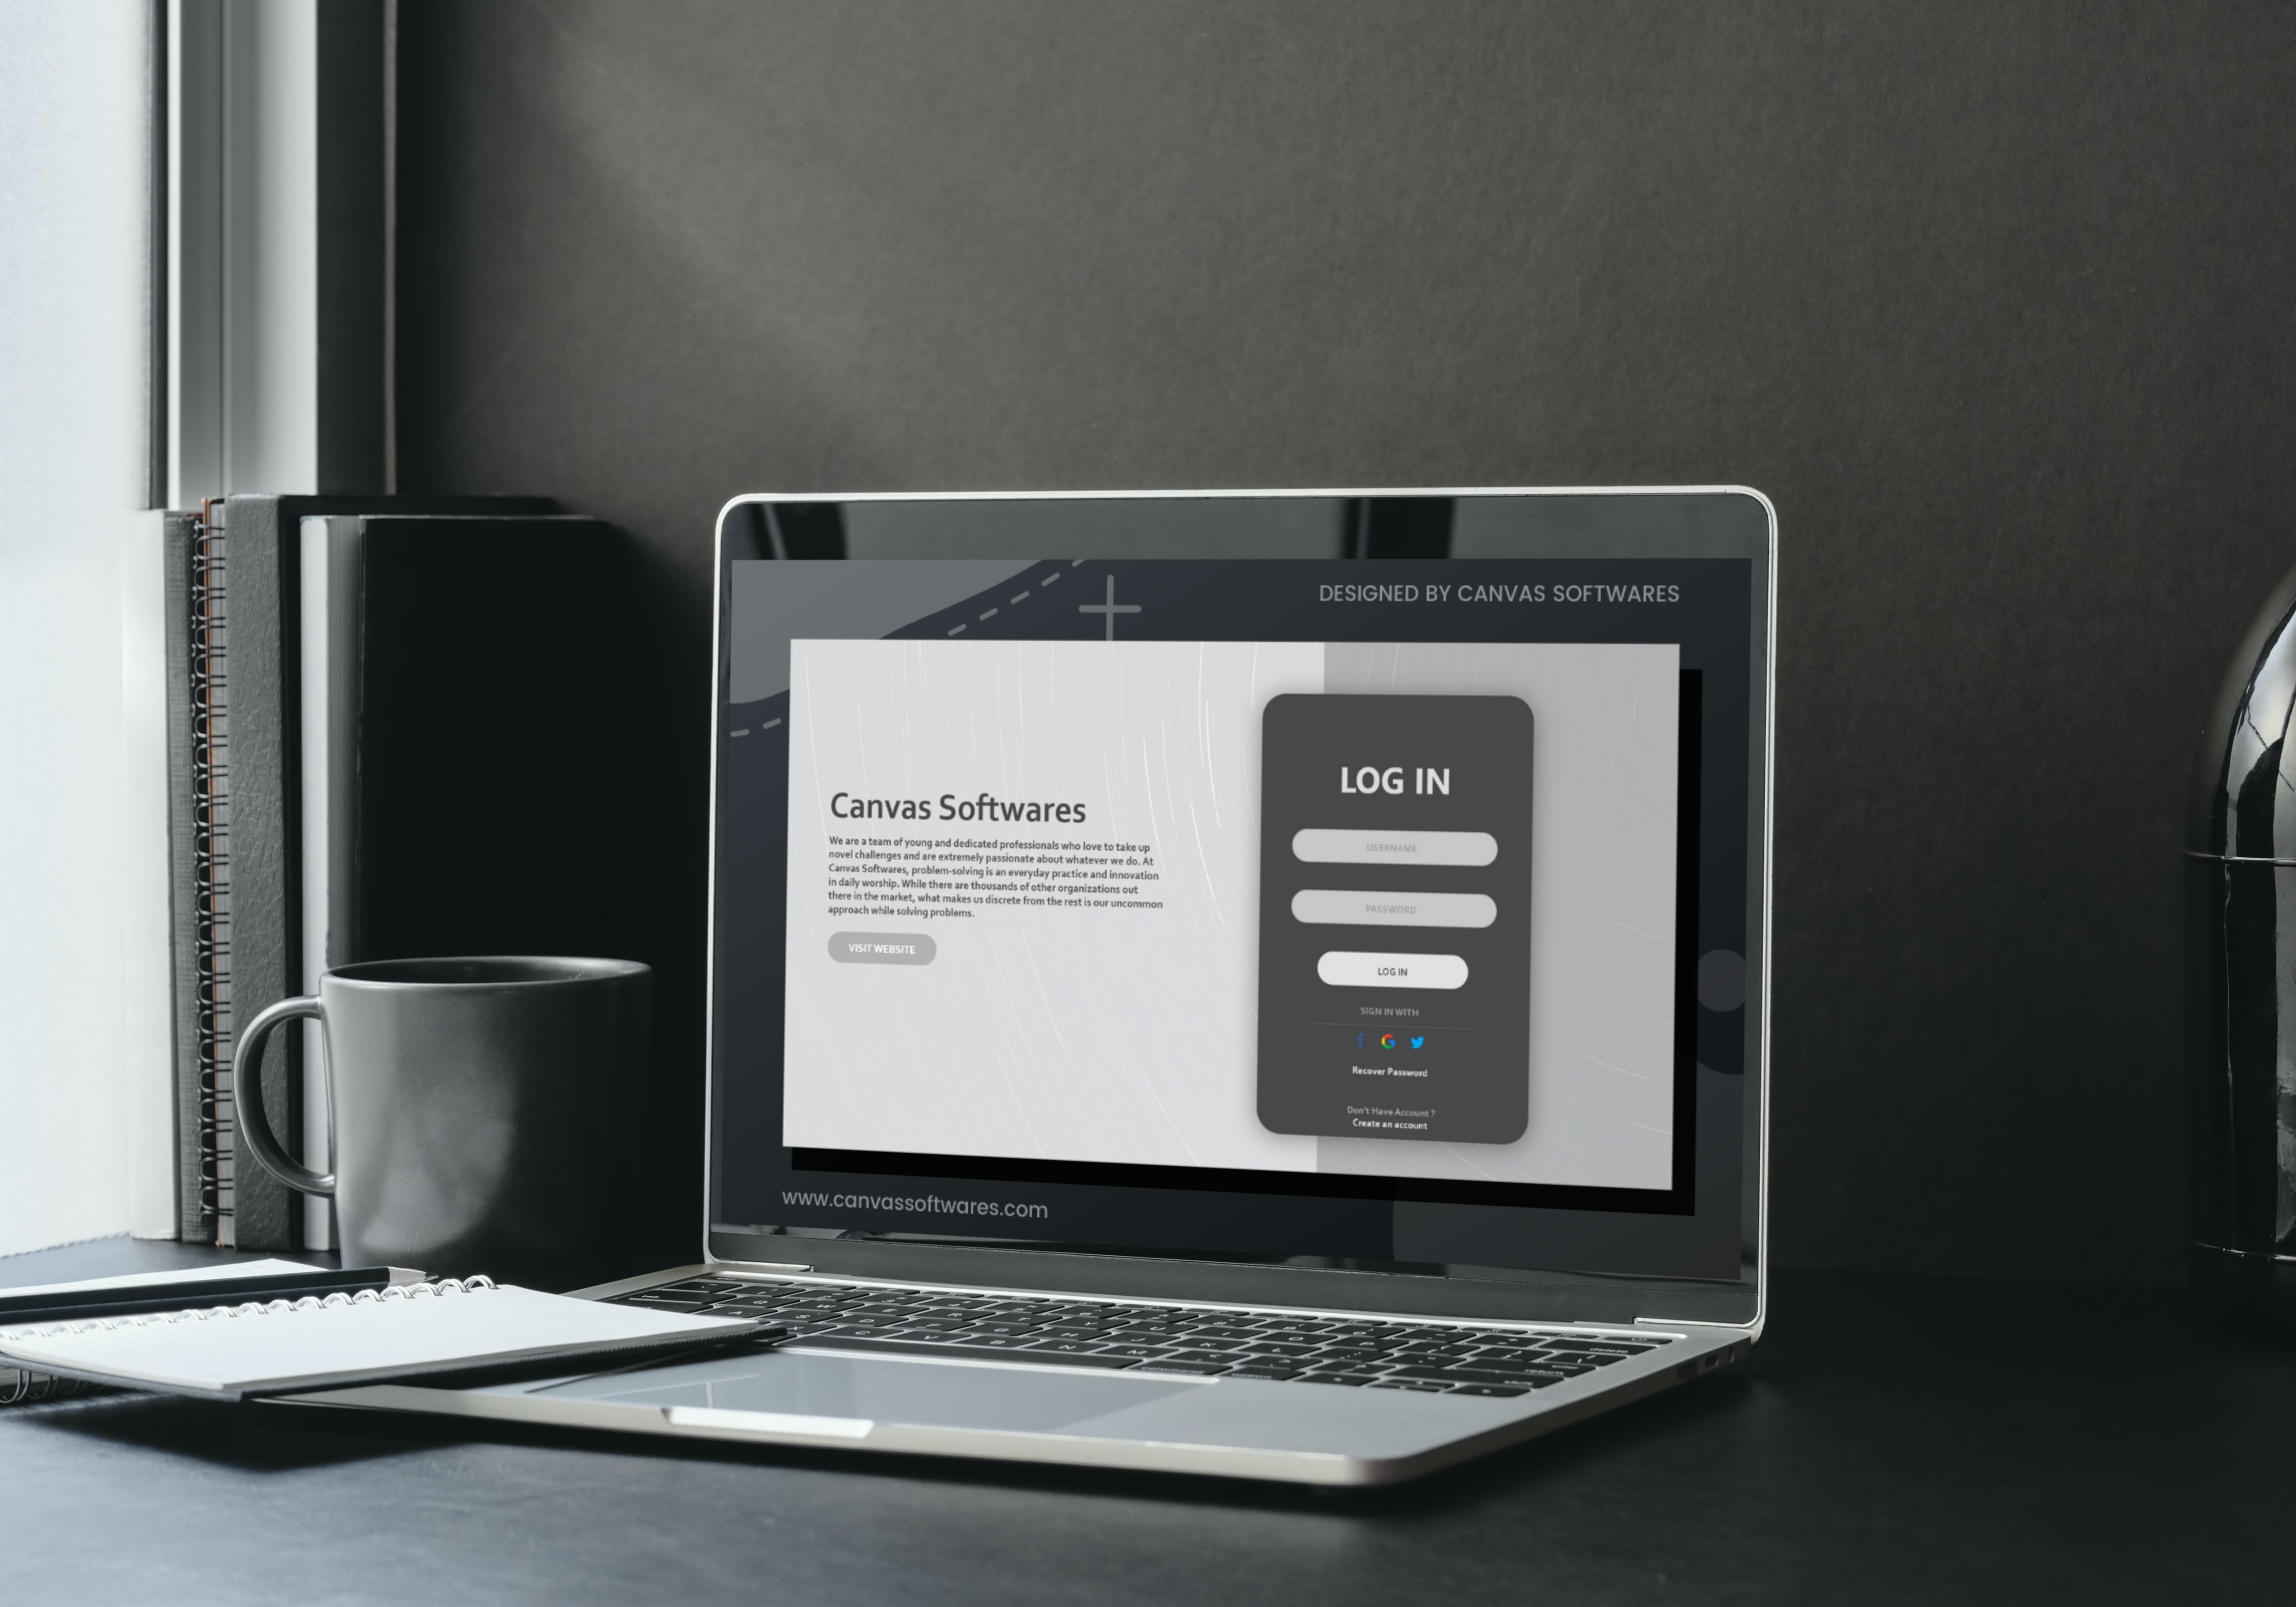 DESIGNED BY CANVAS SOFTWARES
Canvas Softwares
We are a team of young and dedicated professionals who love to take up
novel challenges and are extremely passionate about whatever we do. At
Canvas Softwares, problem-solving is an everyday practice and innovation
in daily worship. While there are thousands of other organizations out
there in the market, what makes us discrete from the rest is our uncommon
approach while solving problems.
VISIT WEBSITE
LOG IN
USERNAME
PASSWORD
LOG IN
SIGN IN WITH
Recover Password
Don't Have Account ?
Create an account
www.canvassoftwares.com